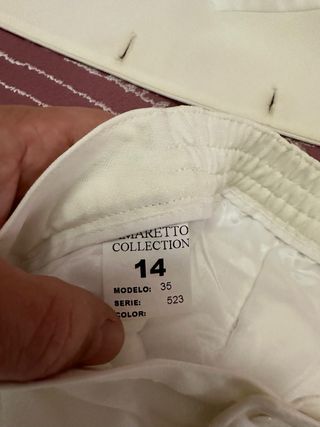 AMARETTO
COLLECTION
14
MODELO: 35
SERIE: 523
COLOR: